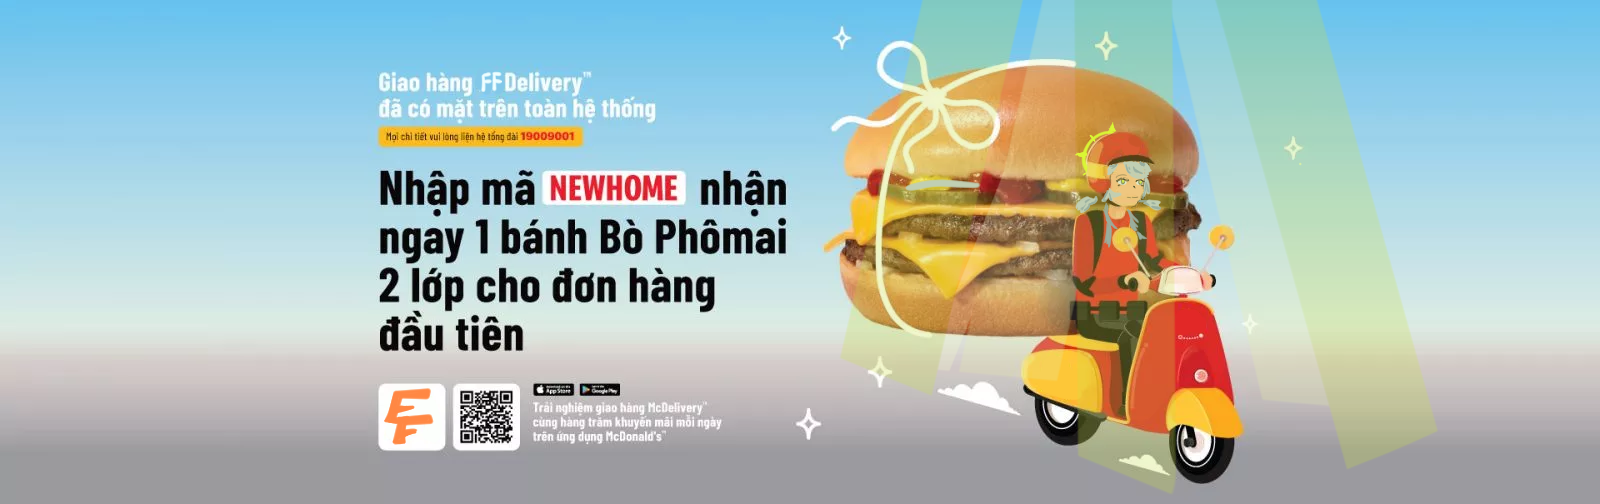 Giao hàng FFDelivery™
đã có mặt trên toàn hệ thống
Mọi chi tiết vui lòng liện hệ tổng đài 19009001
Nhập mã NEWHOME nhận
ngay 1 bánh Bò Phômai
2 lớp cho đơn hàng
đầu tiên
FF
App Store
Google Play
Trải nghiệm giao hàng McDelivery™
cùng hàng trăm khuyến mãi mỗi ngày
trên ứng dụng McDonald's™